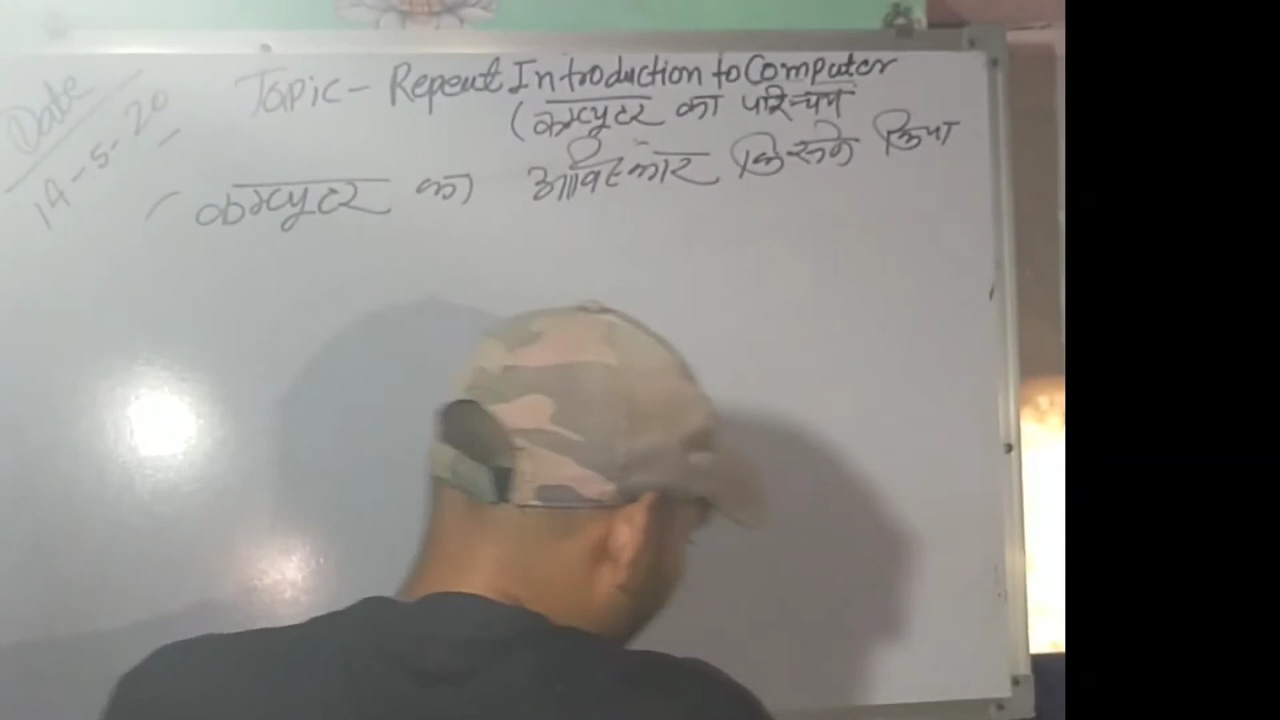 Date
14-5-20
Topic - Repeat Introduction to Computer
(कम्प्युटर का परिचय
कम्प्युटर का आविष्कार किसने किया